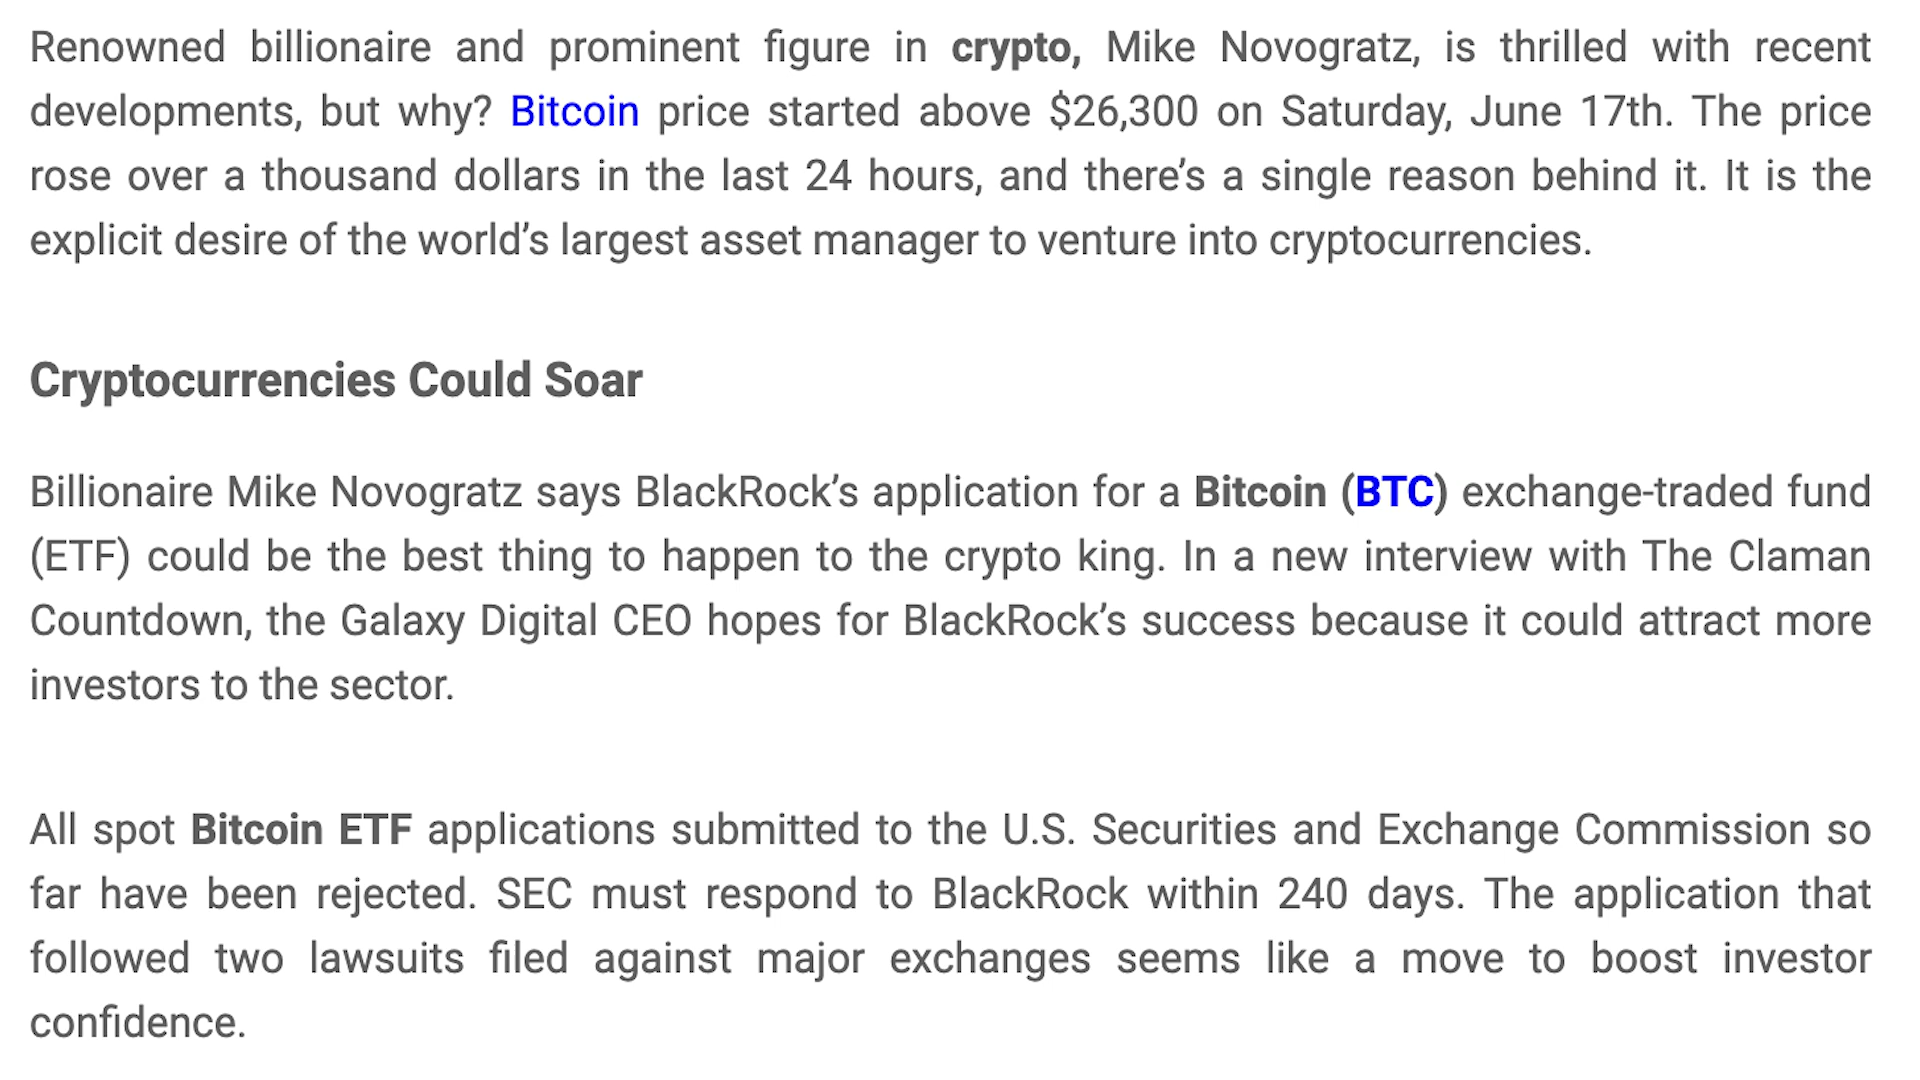 Renowned billionaire and prominent figure in crypto, Mike Novogratz, is thrilled with recent
developments, but why? Bitcoin price started above $26,300 on Saturday, June 17th. The price
rose over a thousand dollars in the last 24 hours, and there’s a single reason behind it. It is the
explicit desire of the world’s largest asset manager to venture into cryptocurrencies.
Cryptocurrencies Could Soar
Billionaire Mike Novogratz says BlackRock’s application for a Bitcoin (BTC) exchange-traded fund
(ETF) could be the best thing to happen to the crypto king. In a new interview with The Claman
Countdown, the Galaxy Digital CEO hopes for BlackRock’s success because it could attract more
investors to the sector.
All spot Bitcoin ETF applications submitted to the U.S. Securities and Exchange Commission so
far have been rejected. SEC must respond to BlackRock within 240 days. The application that
followed two lawsuits filed against major exchanges seems like a move to boost investor
confidence.